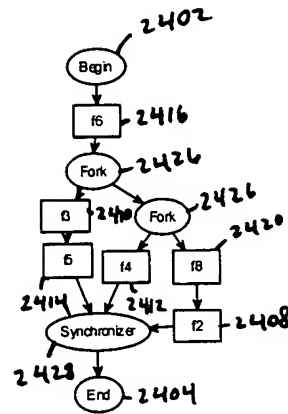 2402
Begin
f6
2416
Fork
2426
f3
2410
Fork
2426
2420
f5
f4
f8
2414
2412
Synchronizer
f2
2408
2428
End
2404